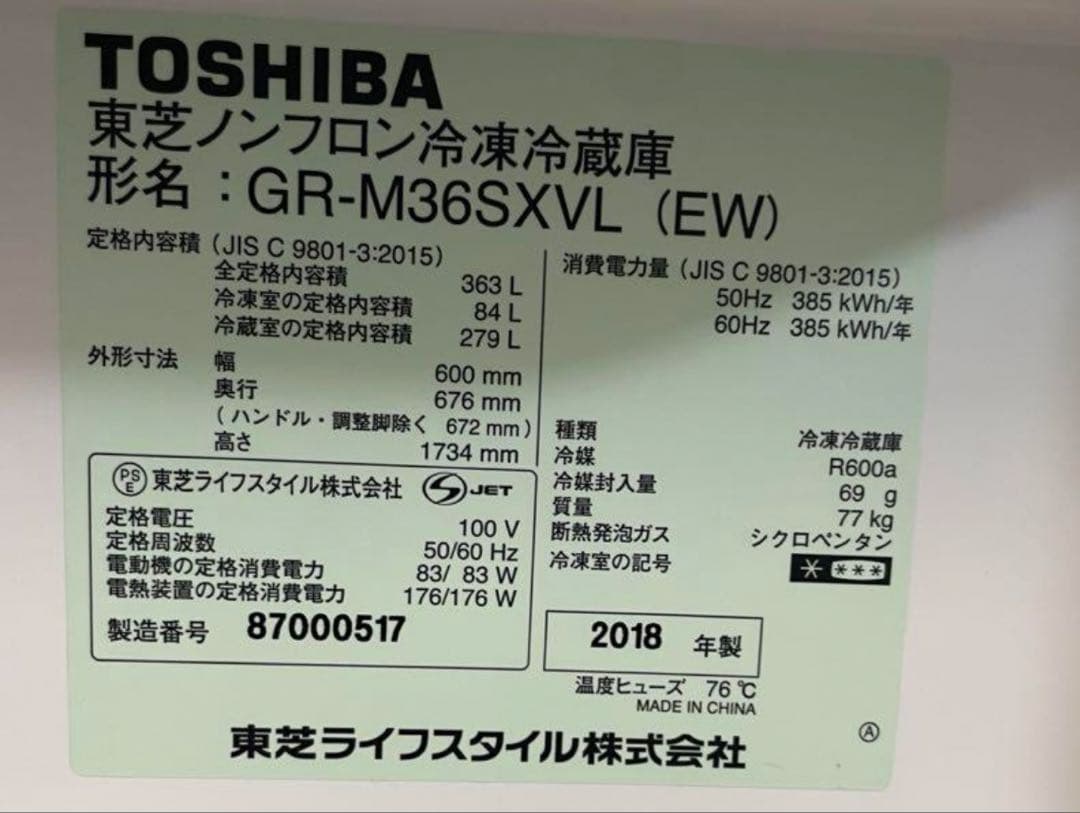 TOSHIBA
東芝ノンフロン冷凍冷蔵庫
形名：GR-M36SXVL（EW）
定格内容積（JIS C 9801-3:2015）
全定格内容積 363 L
冷凍室の定格内容積 84 L
冷蔵室の定格内容積 279 L
外形寸法 幅 600 mm
奥行 676 mm
（ハンドル・調整脚除く 672 mm）
高さ 1734 mm
消費電力量（JIS C 9801-3:2015）
50Hz 385 kWh/年
60Hz 385 kWh/年
種類 冷凍冷蔵庫
冷媒 R600a
冷媒封入量 69 g
質量 77 kg
断熱発泡ガス シクロペンタン
冷凍室の記号 * ***
PSE 東芝ライフスタイル株式会社 S JET
定格電圧 100 V
定格周波数 50/60 Hz
電動機の定格消費電力 83/ 83 W
電熱装置の定格消費電力 176/176 W
製造番号 87000517
2018 年製
温度ヒューズ 76 ℃
MADE IN CHINA
東芝ライフスタイル株式会社
Ⓐ